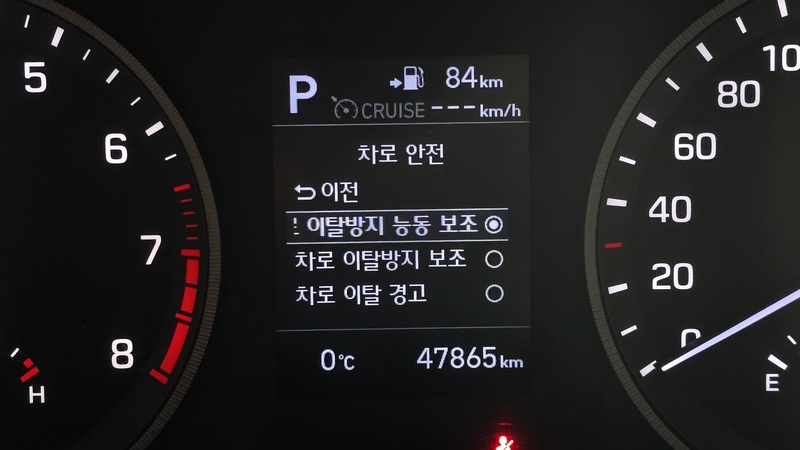 P 84km
CRUISE ---km/h
차로 안전
이전
이탈방지 능동 보조
차로 이탈방지 보조
차로 이탈 경고
0℃ 47865km
5
6
7
8
H
10
80
60
40
20
0
E